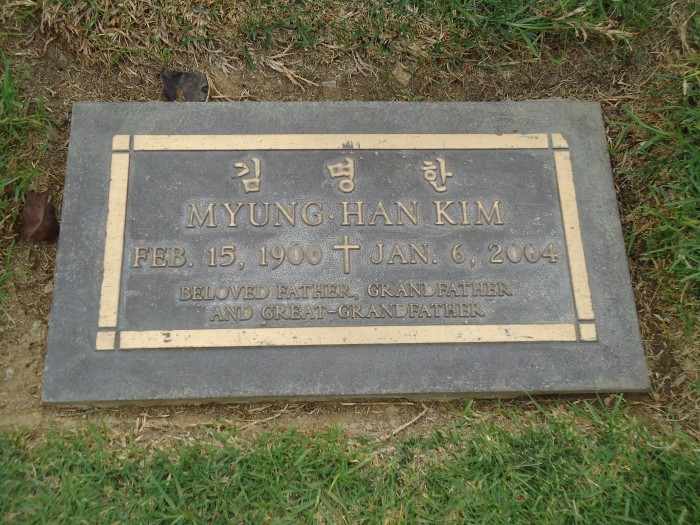 김 명 한
MYUNG·HAN KIM
FEB. 15, 1900 JAN. 6, 2004
BELOVED FATHER, GRANDFATHER
AND GREAT-GRANDFATHER